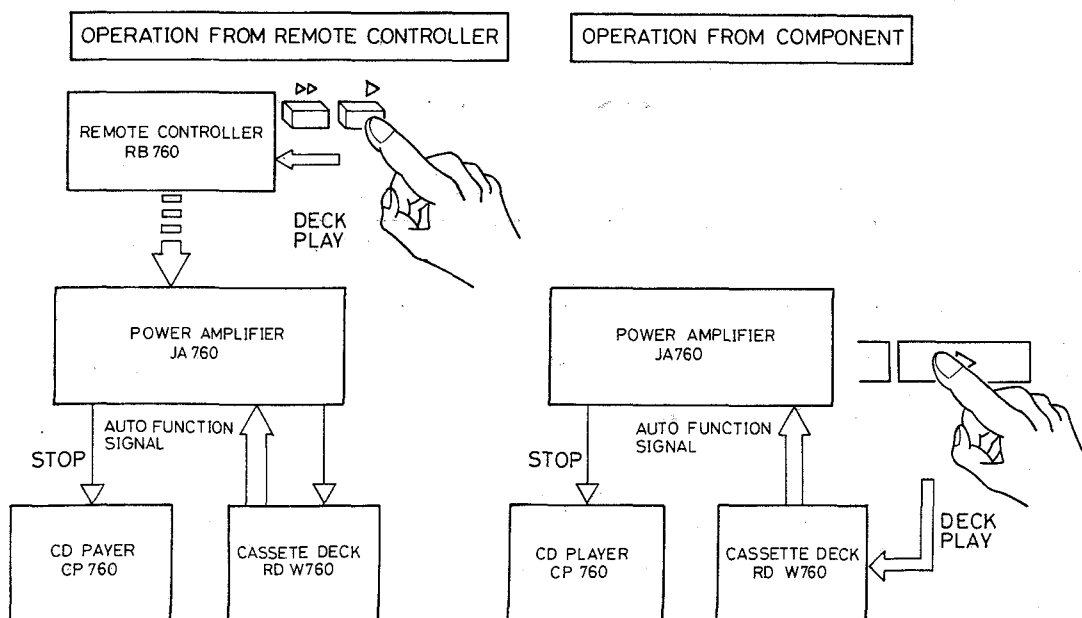 OPERATION FROM REMOTE CONTROLLER
REMOTE CONTROLLER
RB 760
DECK
PLAY
POWER AMPLIFIER
JA 760
AUTO FUNCTION
SIGNAL
STOP
CD PAYER
CP 760
CASSETE DECK
RD W760
OPERATION FROM COMPONENT
POWER AMPLIFIER
JA760
AUTO FUNCTION
SIGNAL
STOP
DECK
PLAY
CD PLAYER
CP 760
CASSETTE DECK
RD W760